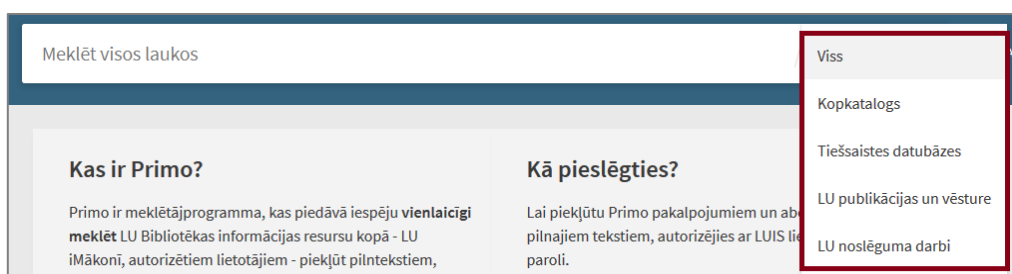 Meklēt visos laukos
Viss
Kopkatalogs
Tiešsaistes datubāzes
LU publikācijas un vēsture
LU noslēguma darbi
Kas ir Primo?
Primo ir meklētājprogramma, kas piedāvā iespēju vienlaicīgi
meklēt LU Bibliotēkas informācijas resursu kopā - LU
iMākonī, autorizētiem lietotājiem - piekļūt pilntekstiem,
Kā pieslēgties?
Lai piekļūtu Primo pakalpojumiem un
pilnajiem tekstiem, autorizējies ar LUIS
paroli.